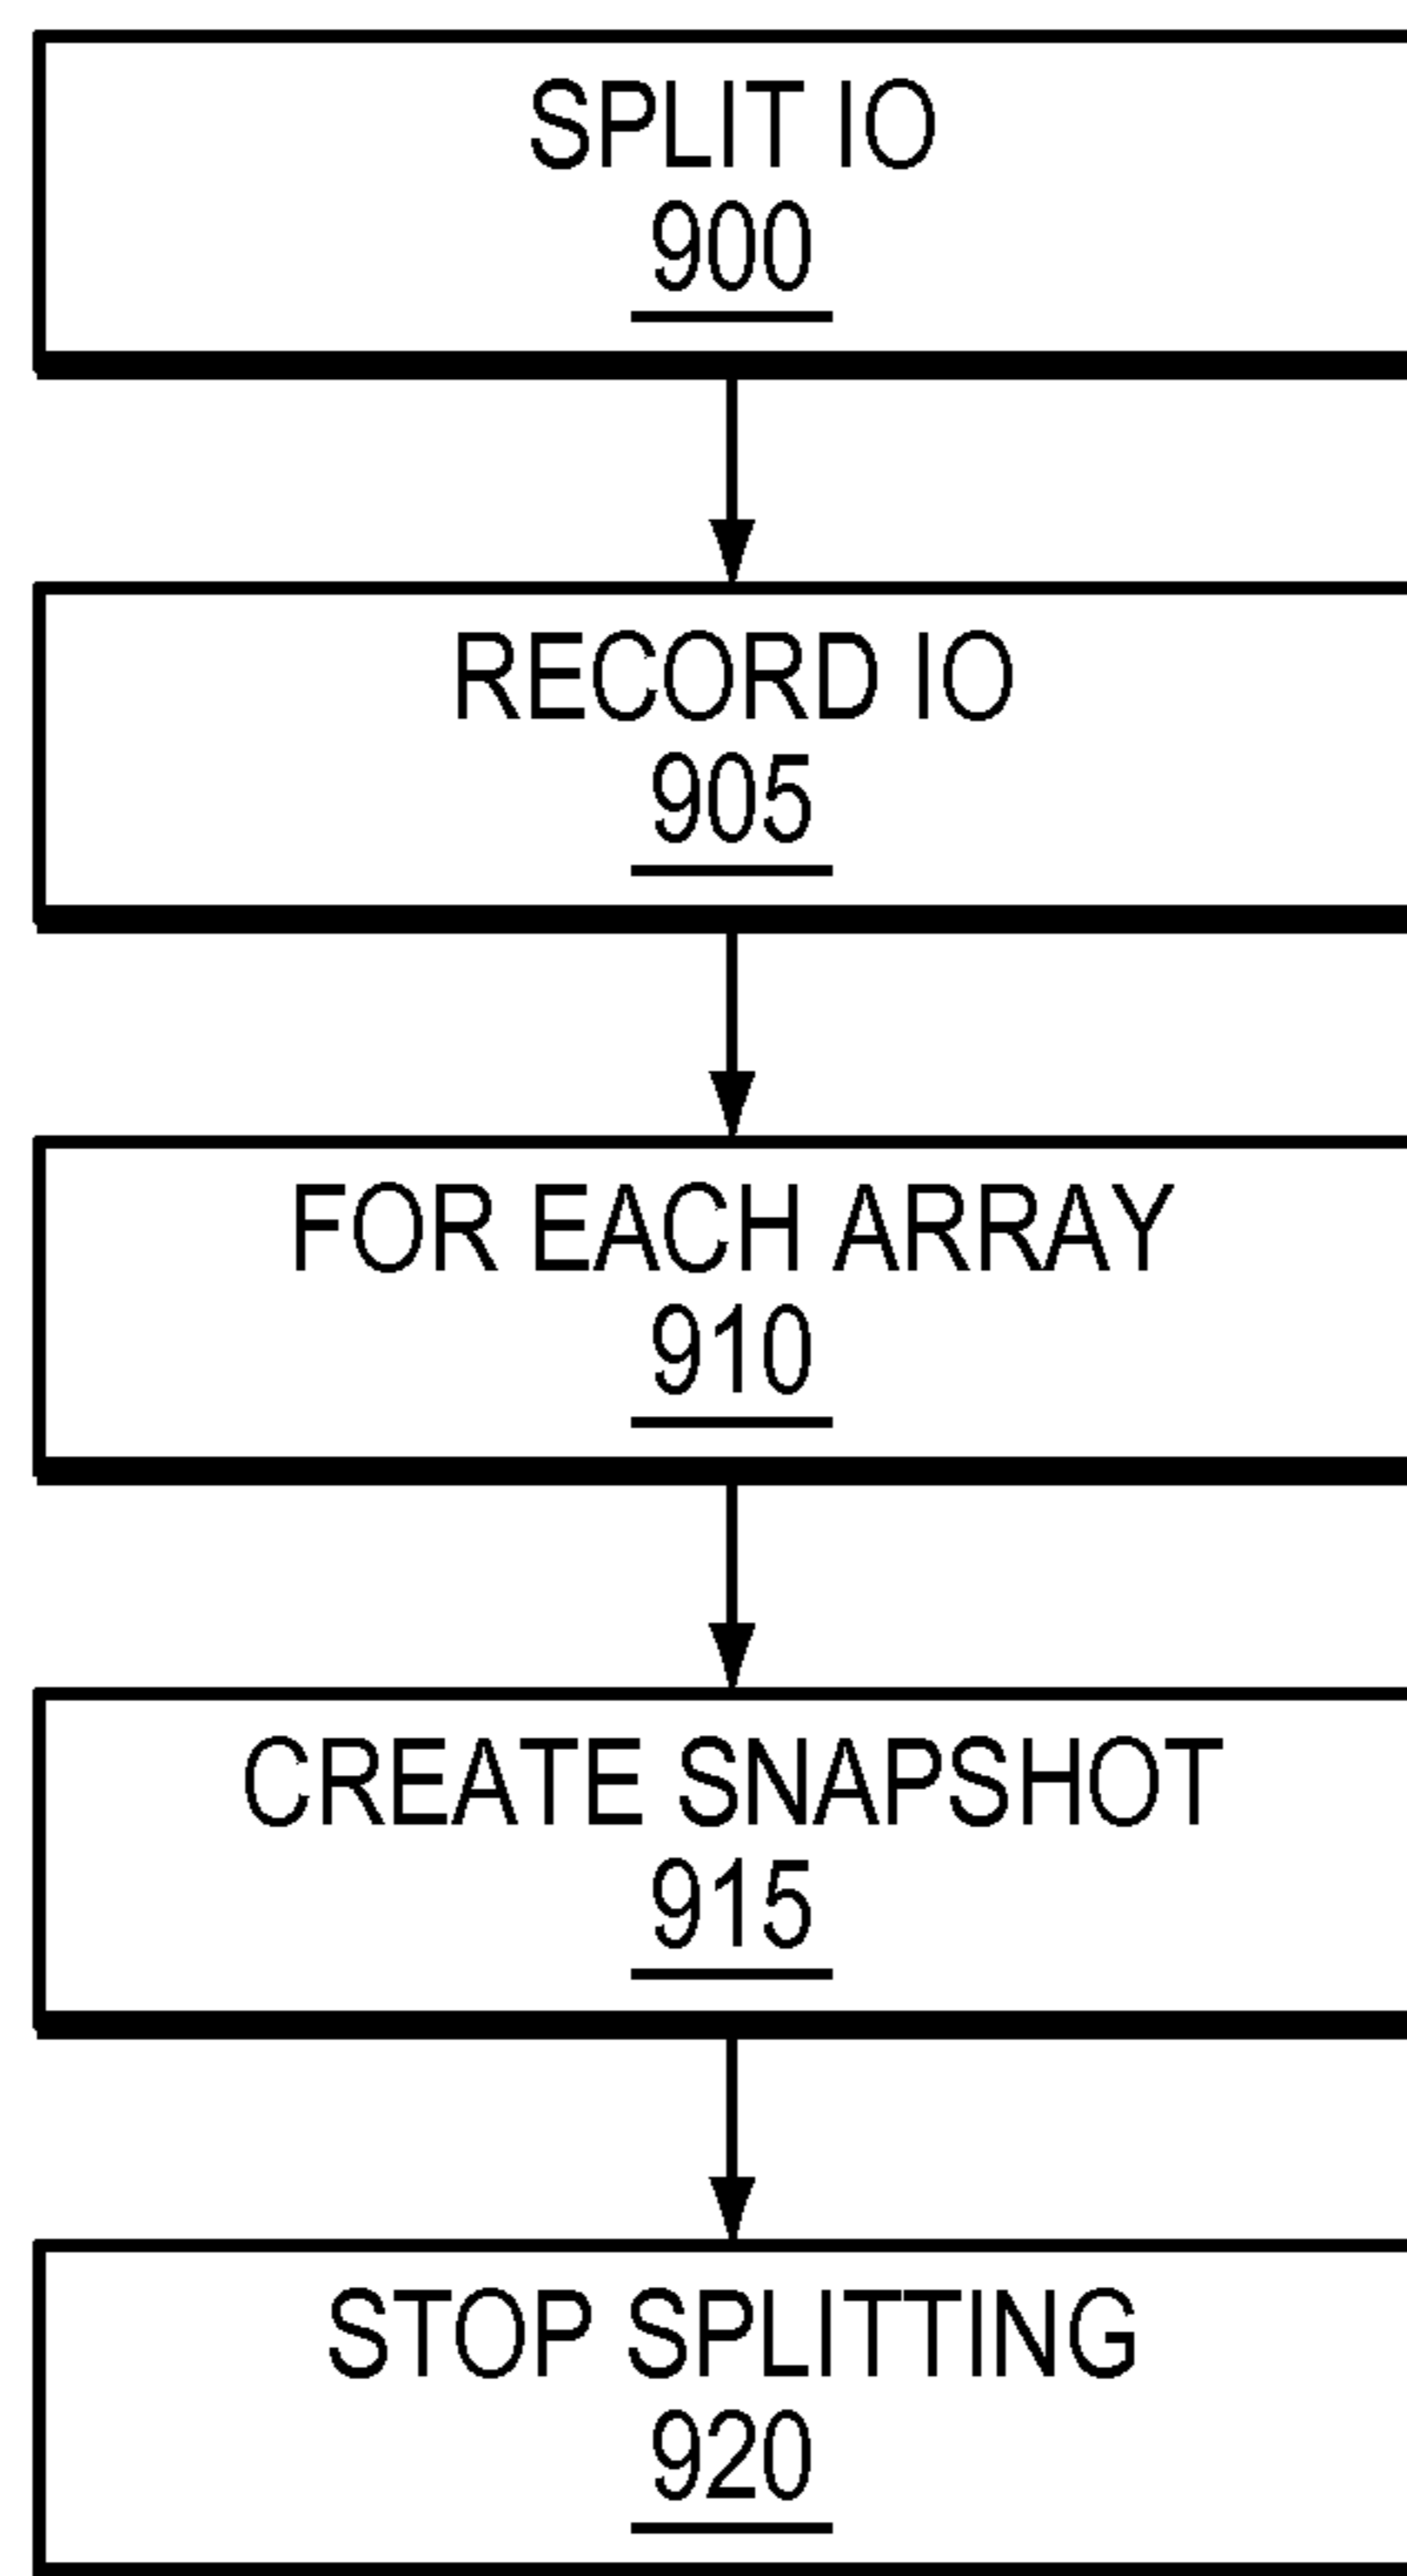 SPLIT IO
900
RECORD IO
905
FOR EACH ARRAY
910
CREATE SNAPSHOT
915
STOP SPLITTING
920